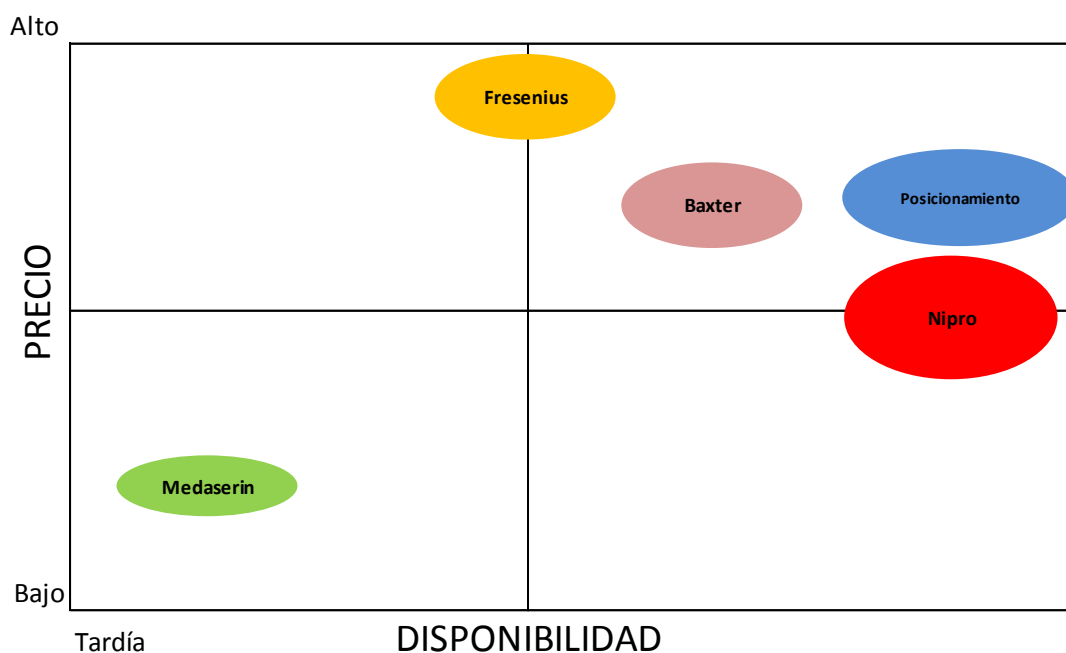 Alto
Fresenius
Baxter
Posicionamiento
PRECIO
Nipro
Medaserin
Bajo
Tardía
DISPONIBILIDAD